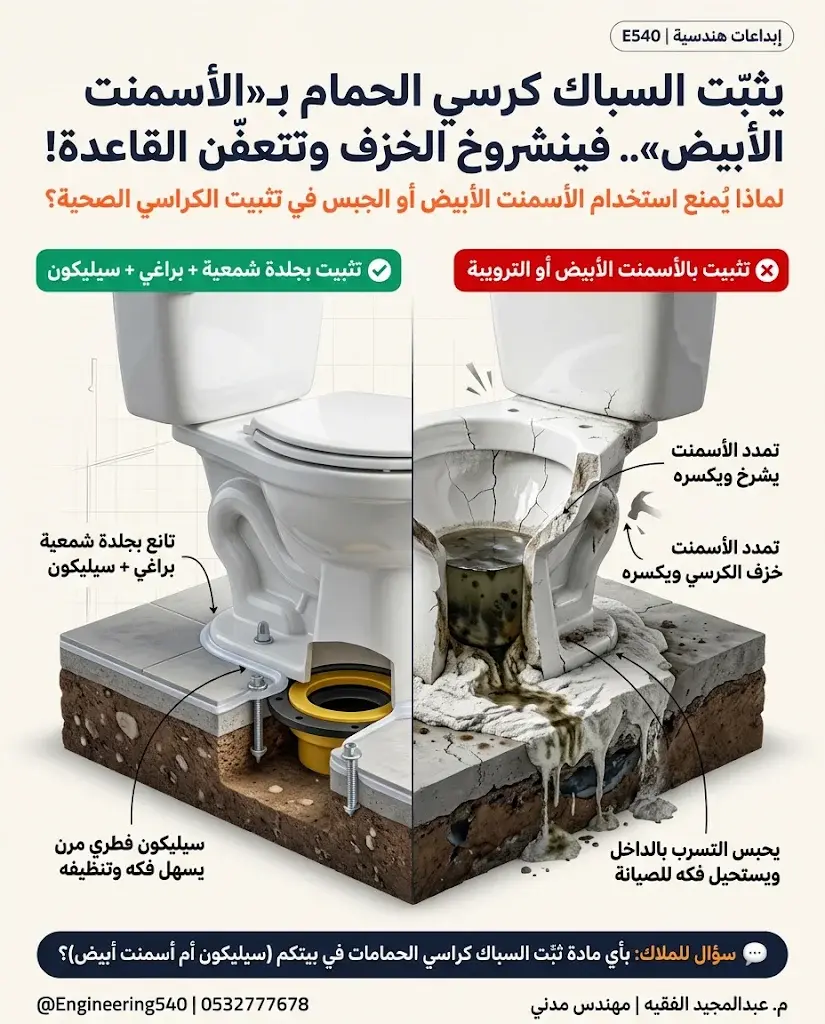 إبداعات هندسية | E540
يثبّت السباك كرسي الحمام بـ«الأسمنت
الأبيض».. فينشروخ الخزف وتتعفّن القاعدة!
لماذا يُمنع استخدام الأسمنت الأبيض أو الجبس في تثبيت الكراسي الصحية؟
تثبيت بالأسمنت الأبيض أو الترويبة
تثبيت بجلدة شمعية + براغي + سيليكون
تمدد الأسمنت
يشرخ ويكسره
تمدد الأسمنت
خزف الكرسي ويكسره
تانع بجلدة شمعية
براغي + سيليكون
يحبس التسرب بالداخل
ويستحيل فكه للصيانة
سيليكون فطري مرن
يسهل فكه وتنظيفه
سؤال للملاك: بأي مادة ثبَّت السباك كراسي الحمامات في بيتكم (سيليكون أم أسمنت أبيض)؟
م. عبدالمجيد الفقيه | مهندس مدني
@Engineering540 | 0532777678